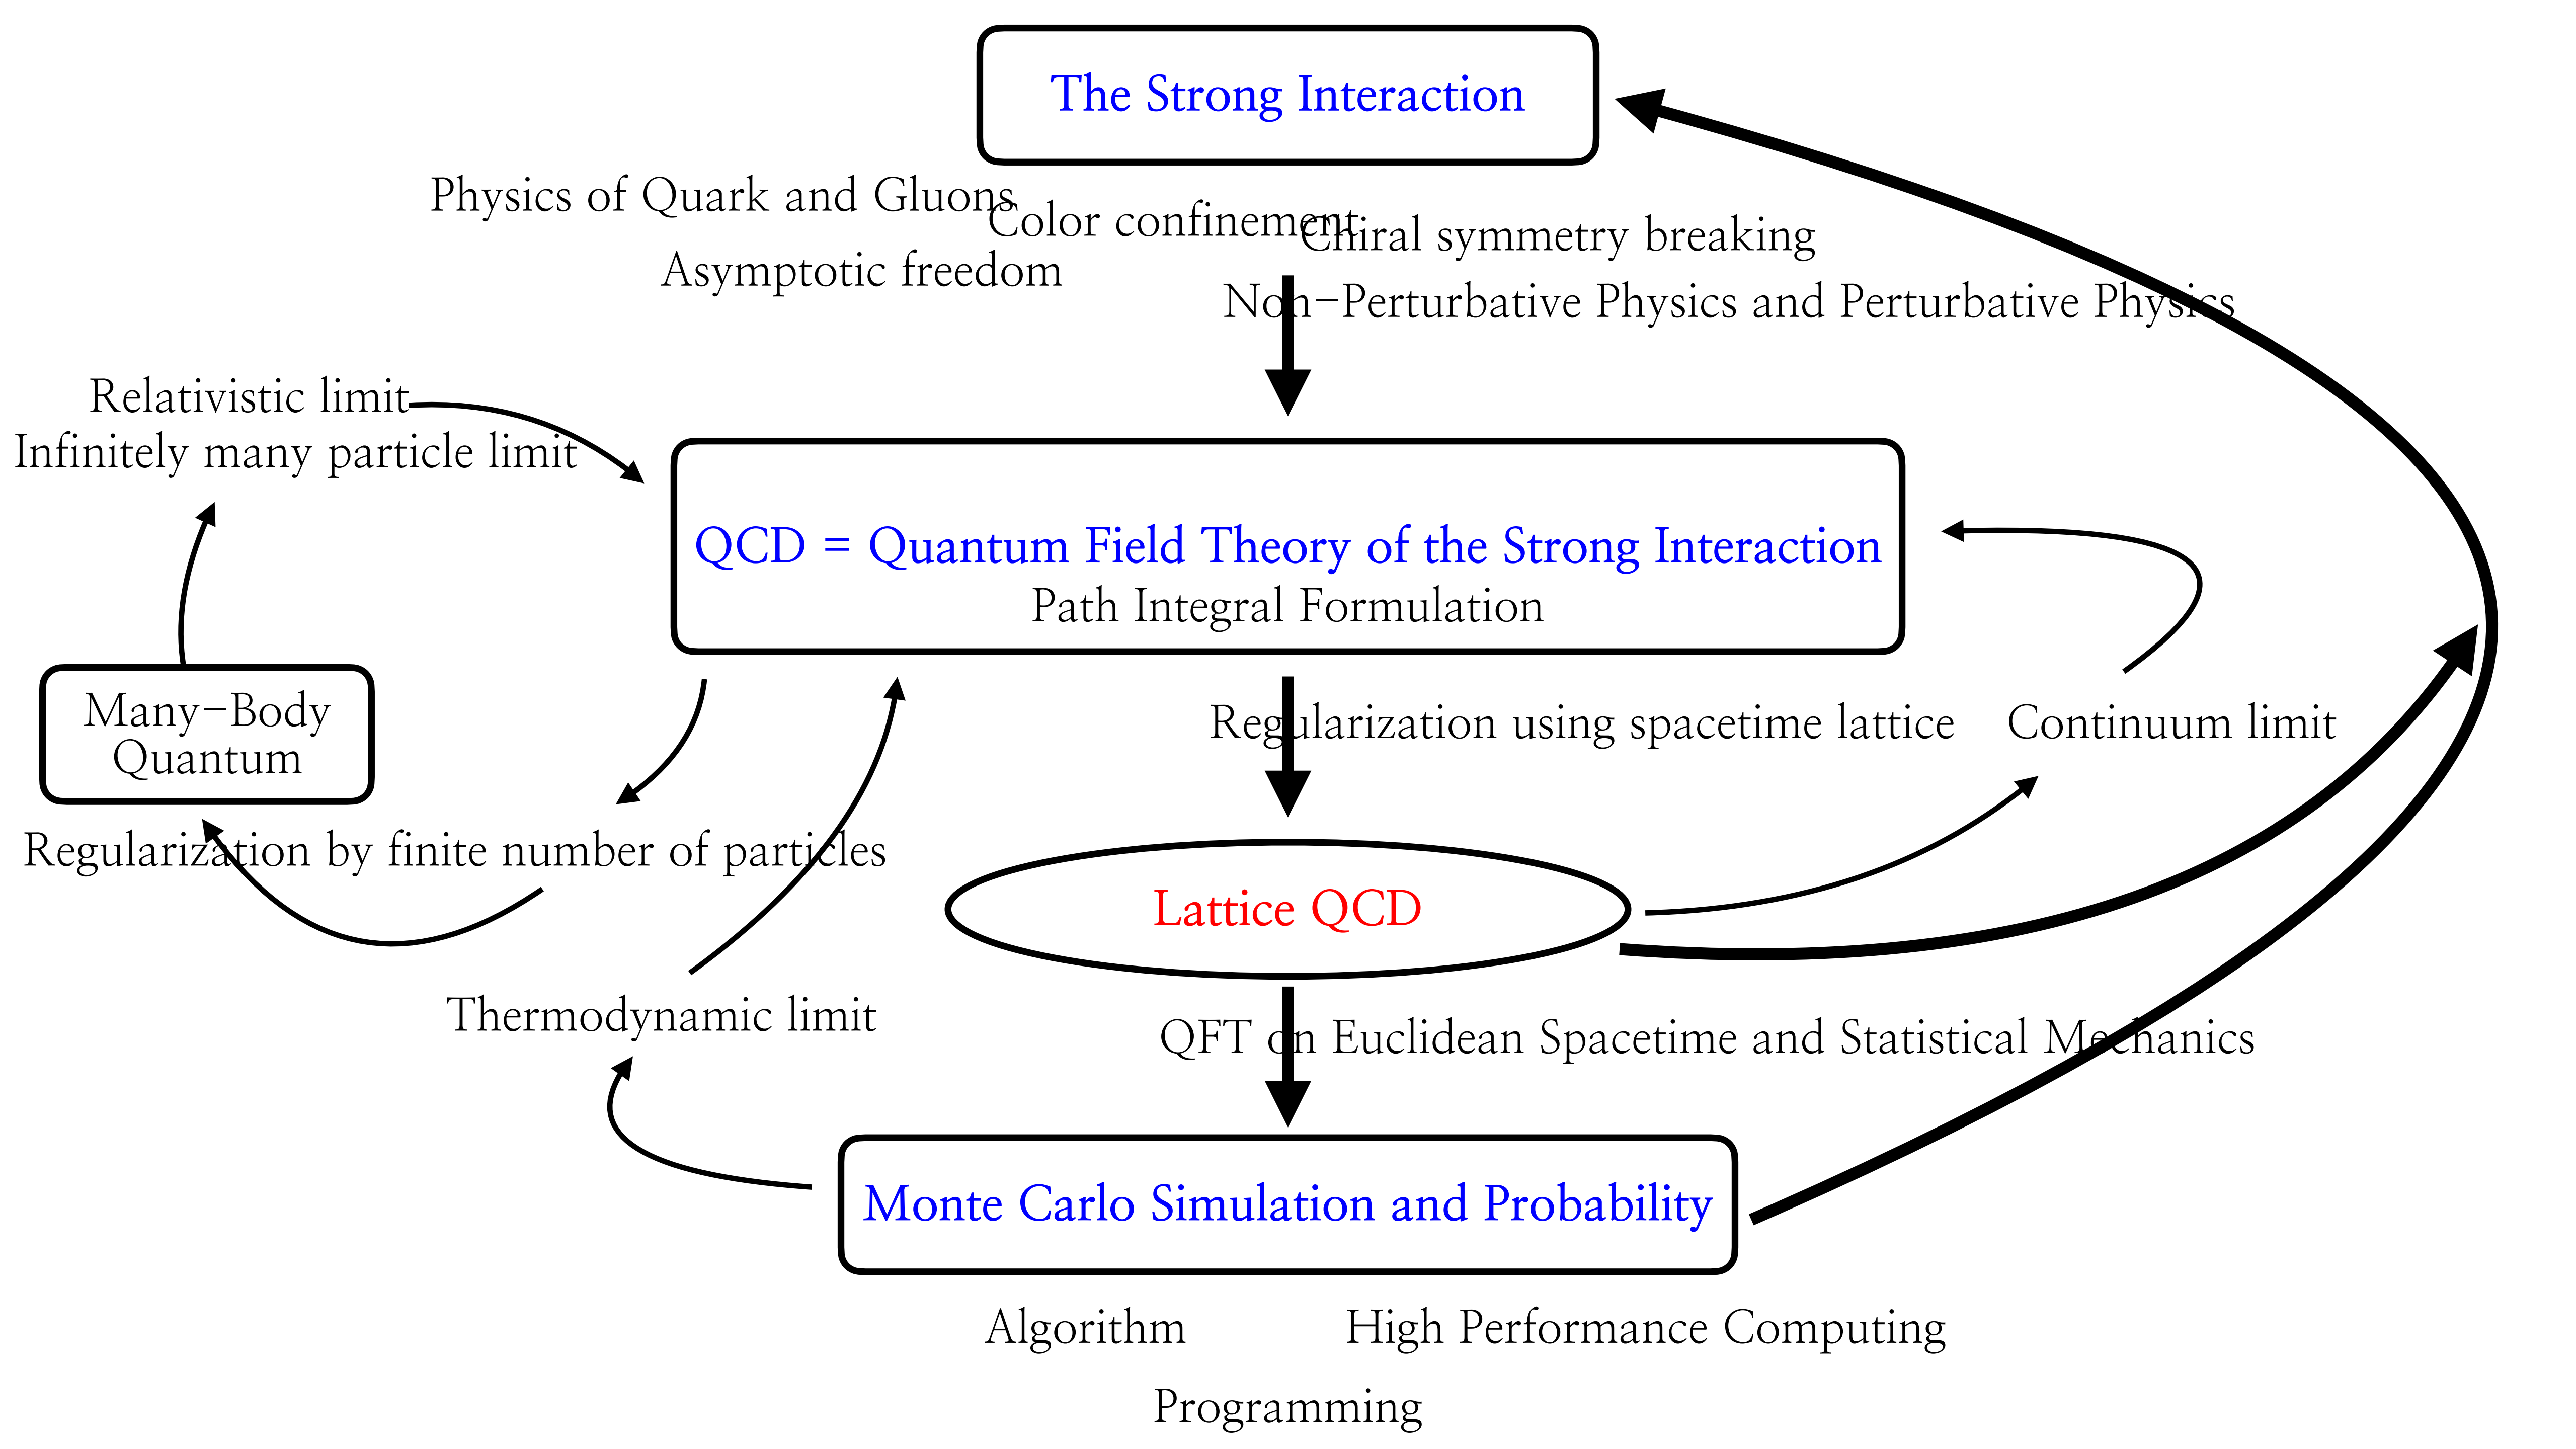 The Strong Interaction
Physics of Quark and Gluons
Color confinement
Chiral symmetry breaking
Asymptotic freedom
Non-Perturbative Physics and Perturbative Physics
Relativistic limit
Infinitely many particle limit
QCD = Quantum Field Theory of the Strong Interaction
Path Integral Formulation
Many-Body
Quantum
Regularization using spacetime lattice
Continuum limit
Regularization by finite number of particles
Lattice QCD
Thermodynamic limit
QFT on Euclidean Spacetime and Statistical Mechanics
Monte Carlo Simulation and Probability
Algorithm
High Performance Computing
Programming